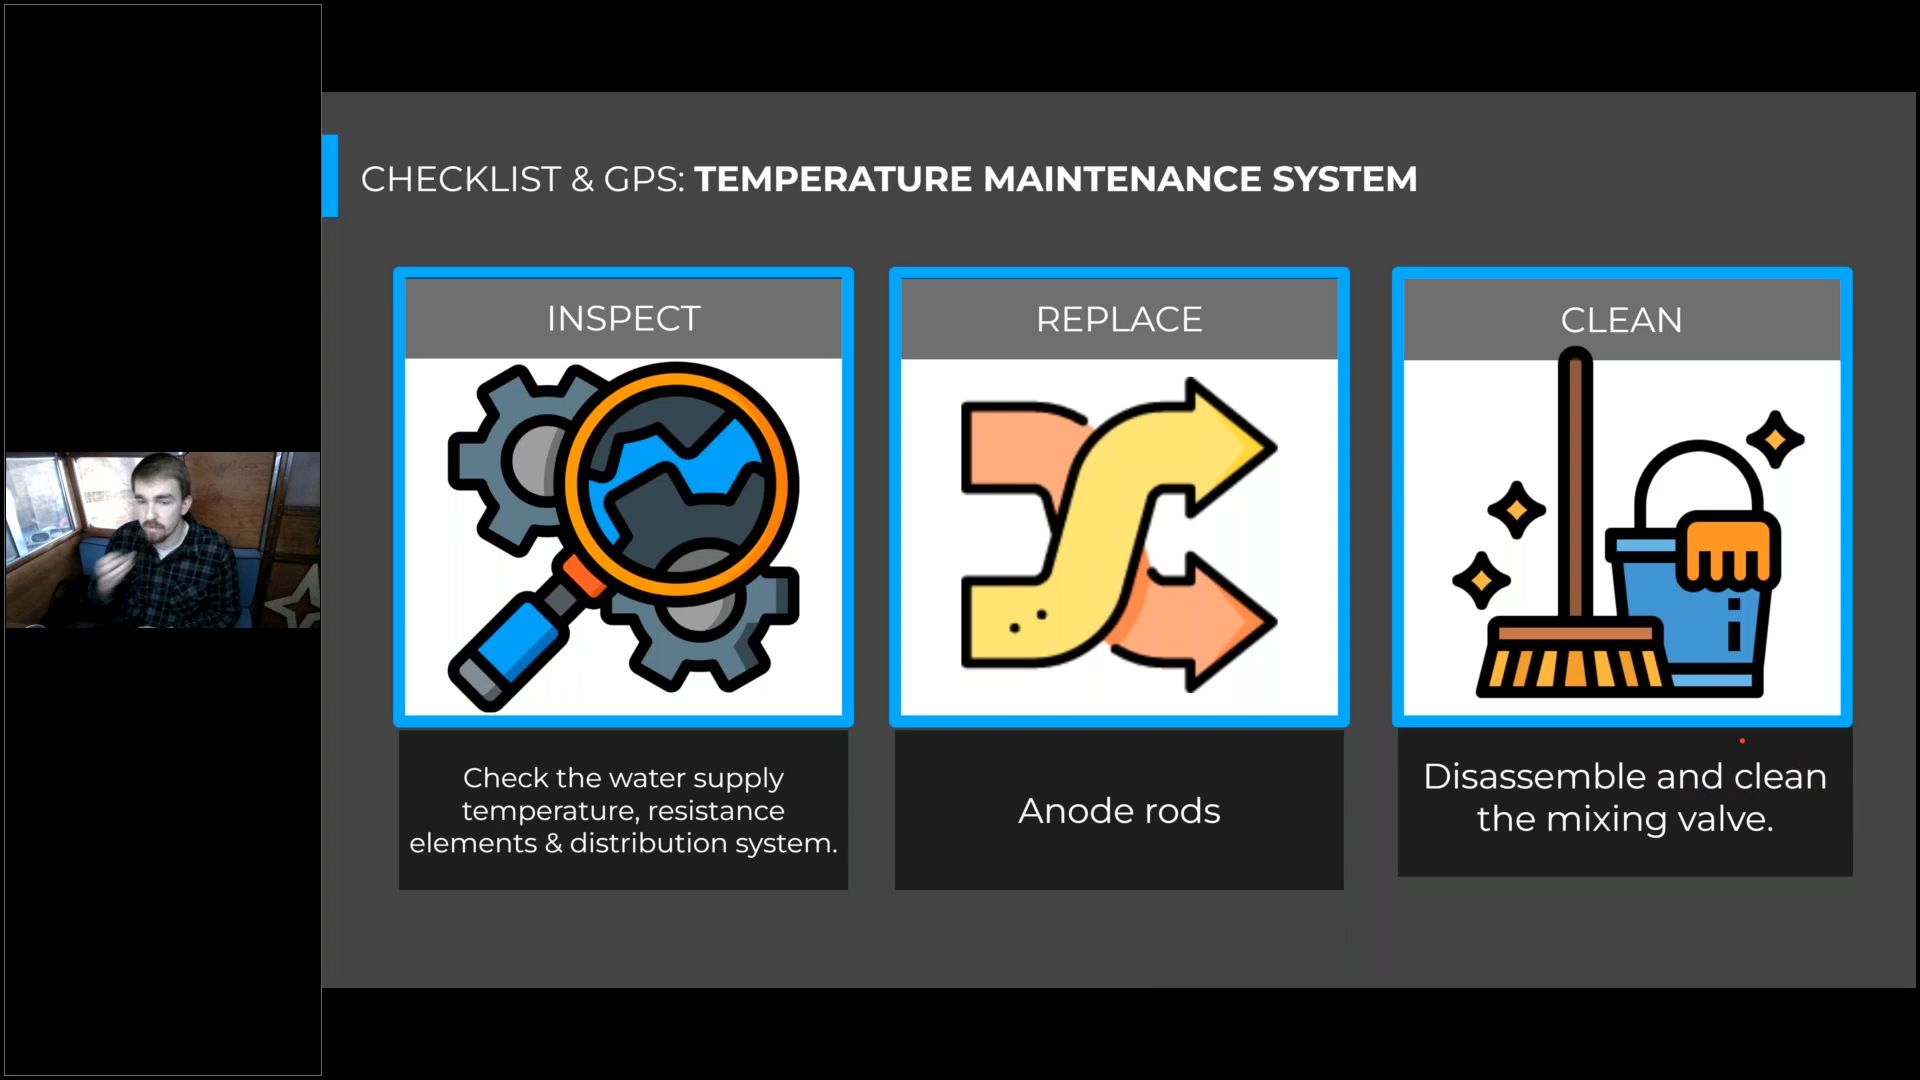 CHECKLIST & GPS: TEMPERATURE MAINTENANCE SYSTEM
INSPECT
Check the water supply
temperature, resistance
elements & distribution system.
REPLACE
Anode rods
CLEAN
Disassemble and clean
the mixing valve.